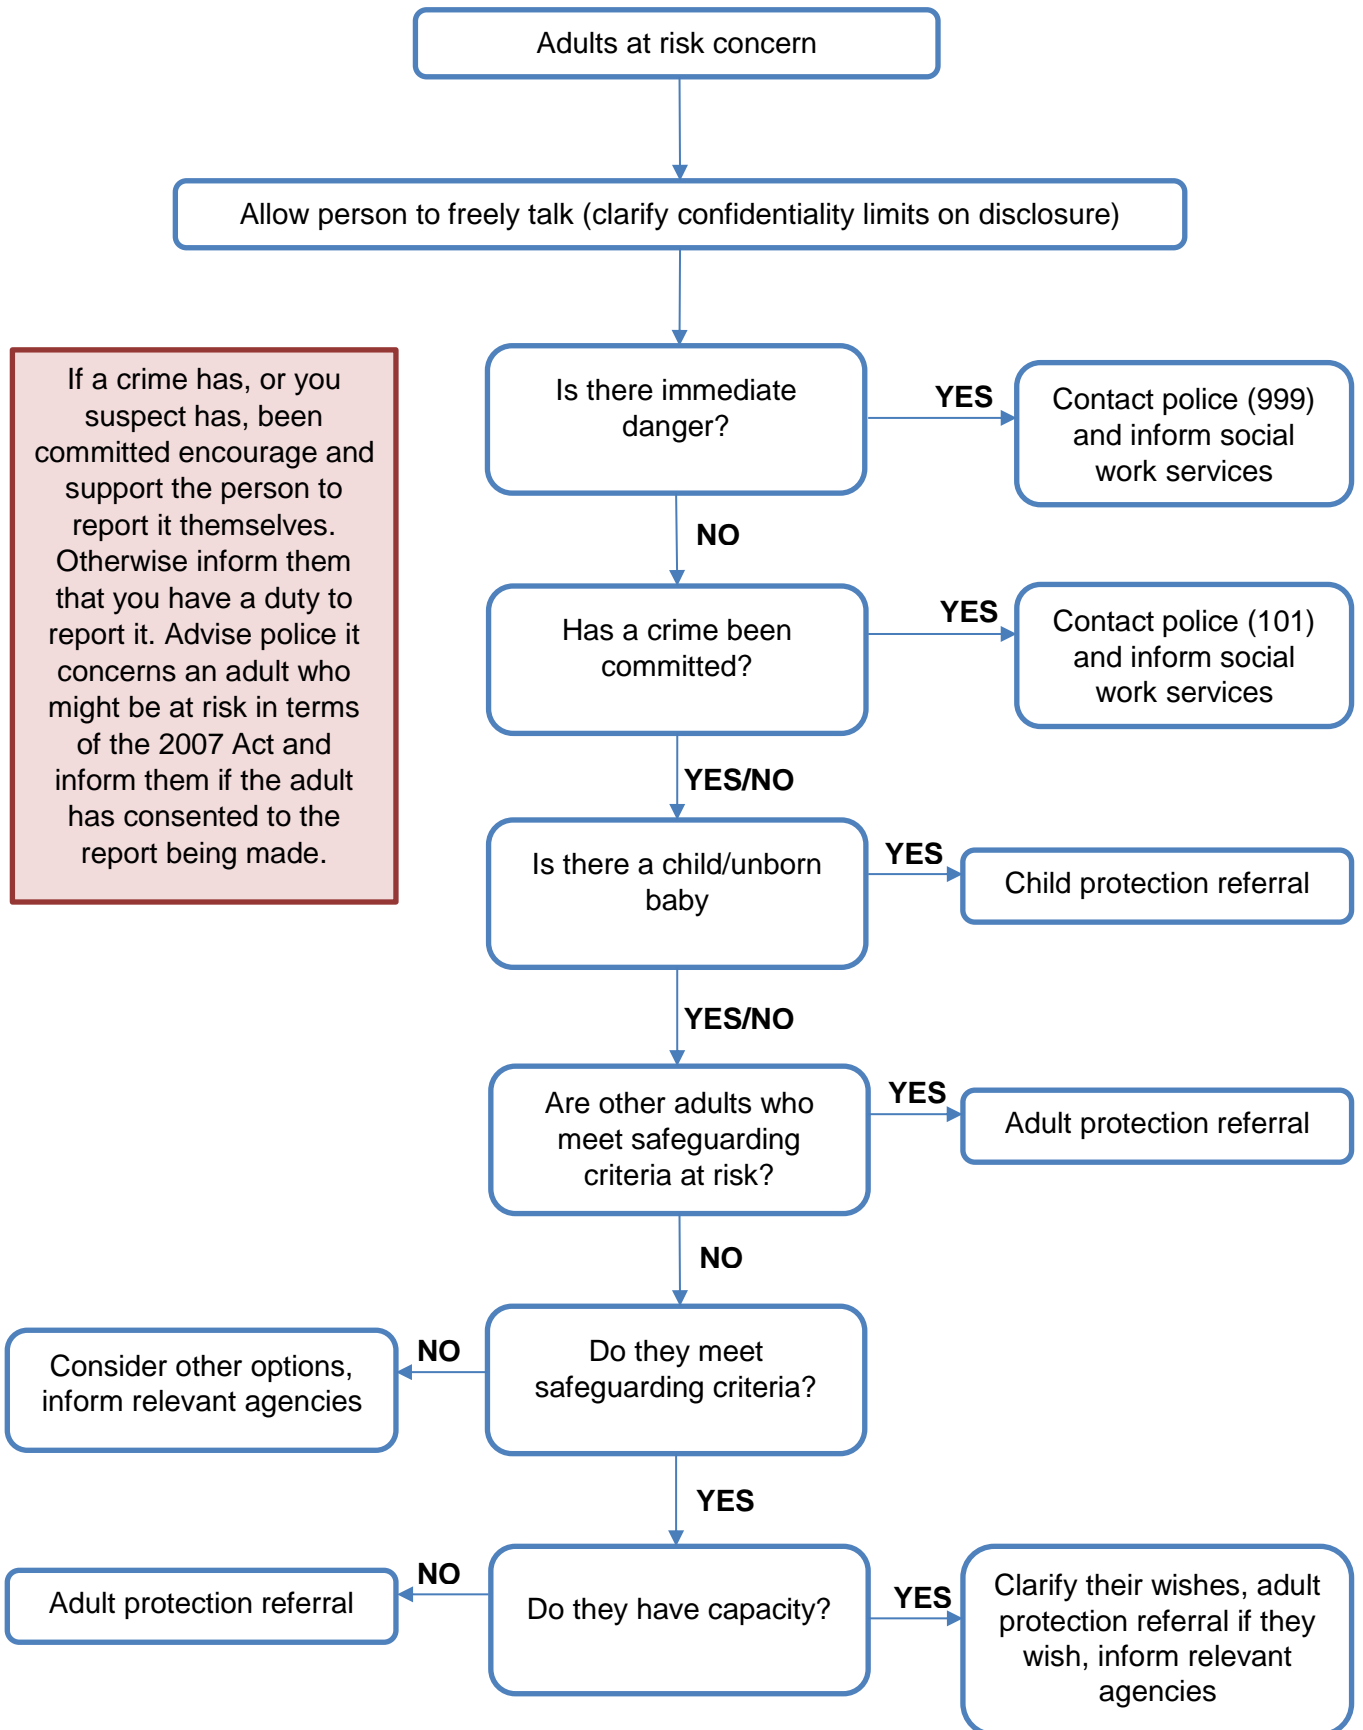 Adults at risk concern
Allow person to freely talk (clarify confidentiality limits on disclosure)
If a crime has, or you
suspect has, been
committed encourage and
support the person to
report it themselves.
Otherwise inform them
that you have a duty to
report it. Advise police it
concerns an adult who
might be at risk in terms
of the 2007 Act and
inform them if the adult
has consented to the
report being made.
Is there immediate
danger?
YES
Contact police (999)
and inform social
work services
NO
Has a crime been
committed?
YES
Contact police (101)
and inform social
work services
YES/NO
Is there a child/unborn
baby
YES
Child protection referral
YES/NO
Are other adults who
meet safeguarding
criteria at risk?
YES
Adult protection referral
NO
Do they meet
safeguarding criteria?
NO
Consider other options,
inform relevant agencies
YES
Do they have capacity?
NO
Adult protection referral
YES
Clarify their wishes, adult
protection referral if they
wish, inform relevant
agencies